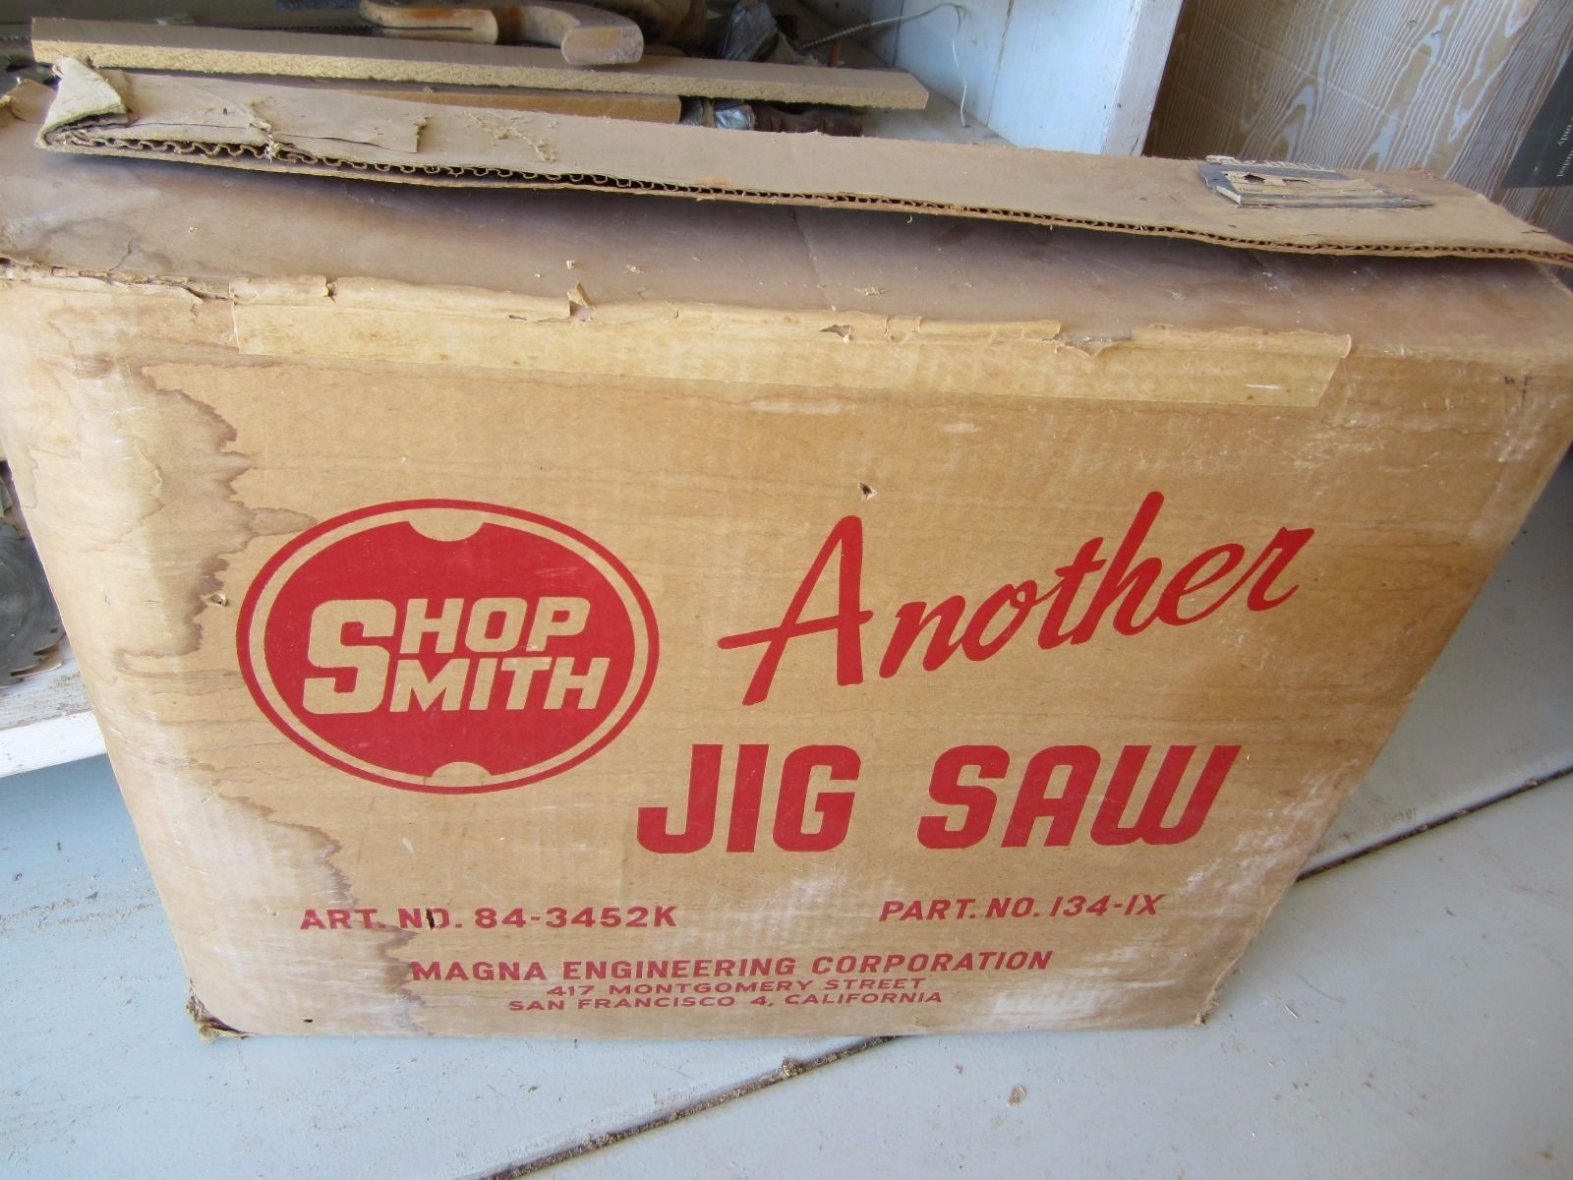 SHOP
SMITH
Another
JIG SAW
ART. NO. 84-3452K
PART. NO. 134-1X
MAGNA ENGINEERING CORPORATION
417 MONTGOMERY STREET
SAN FRANCISCO 4, CALIFORNIA